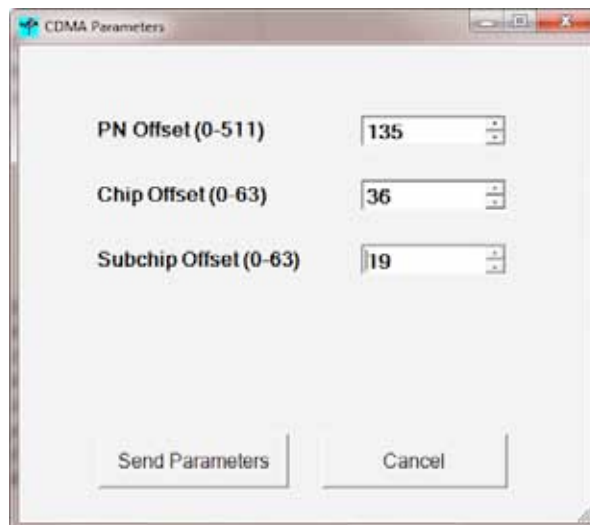 CDMA Parameters
PN Offset (0-511) 135
Chip Offset (0-63) 36
Subchip Offset (0-63) 19
Send Parameters Cancel